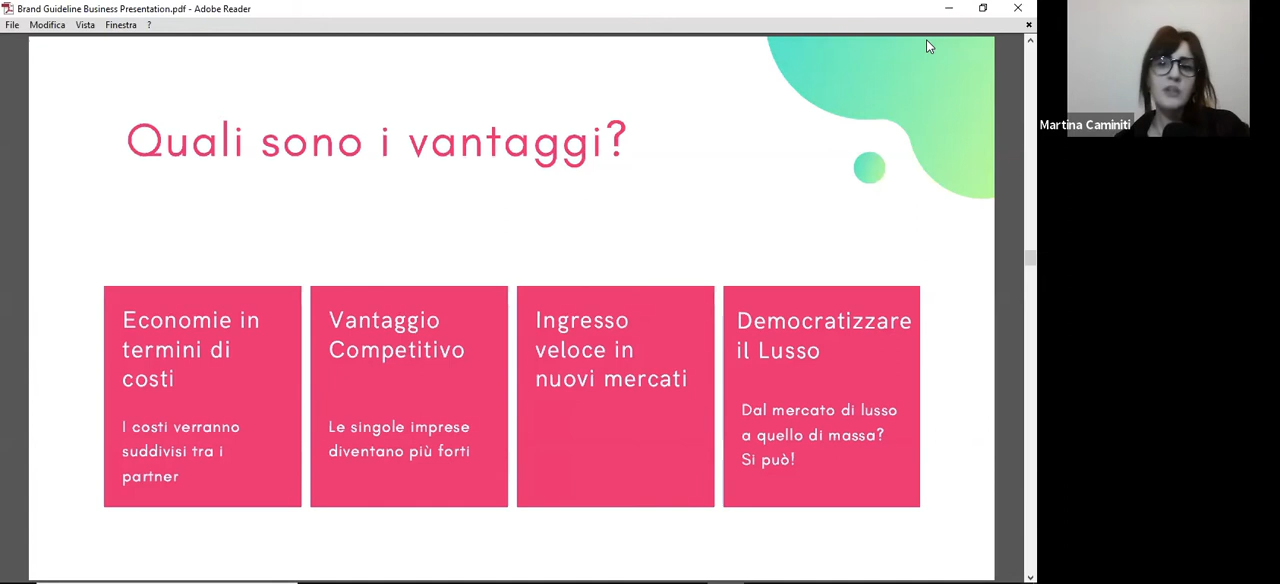 Brand Guideline Business Presentation.pdf - Adobe Reader
File Modifica Vista Finestra ?
Quali sono i vantaggi?
Economie in
termini di
costi
I costi verranno
suddivisi tra i
partner
Vantaggio
Competitivo
Le singole imprese
diventano più forti
Ingresso
veloce in
nuovi mercati
Democratizzare
il Lusso
Dal mercato di lusso
a quello di massa?
Si può!
Martina Caminiti